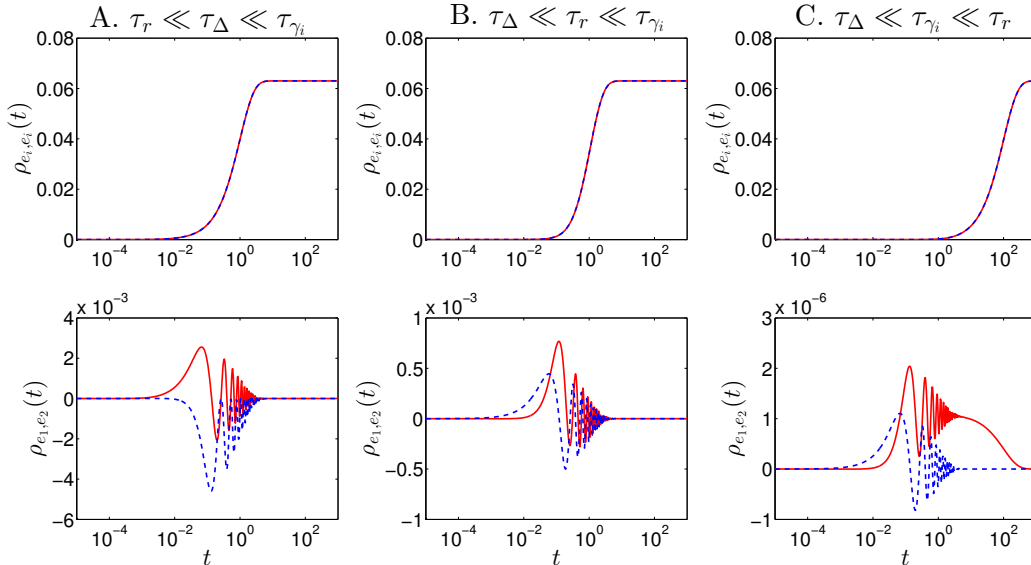 A. τ_r ≪ τ_Δ ≪ τ_{γ_i}
B. τ_Δ ≪ τ_r ≪ τ_{γ_i}
C. τ_Δ ≪ τ_{γ_i} ≪ τ_r
ρ_{e_i,e_i}(t)
0.08
0.06
0.04
0.02
0
10^{-4} 10^{-2} 10^0 10^2
ρ_{e_i,e_i}(t)
0.08
0.06
0.04
0.02
0
10^{-4} 10^{-2} 10^0 10^2
ρ_{e_i,e_i}(t)
0.08
0.06
0.04
0.02
0
10^{-4} 10^{-2} 10^0 10^2
x 10^{-3}
ρ_{e_1,e_2}(t)
4
2
0
−2
−4
−6
10^{-4} 10^{-2} 10^0 10^2
t
x 10^{-3}
ρ_{e_1,e_2}(t)
1
0.5
0
−0.5
−1
10^{-4} 10^{-2} 10^0 10^2
t
x 10^{-6}
ρ_{e_1,e_2}(t)
3
2
1
0
−1
10^{-4} 10^{-2} 10^0 10^2
t